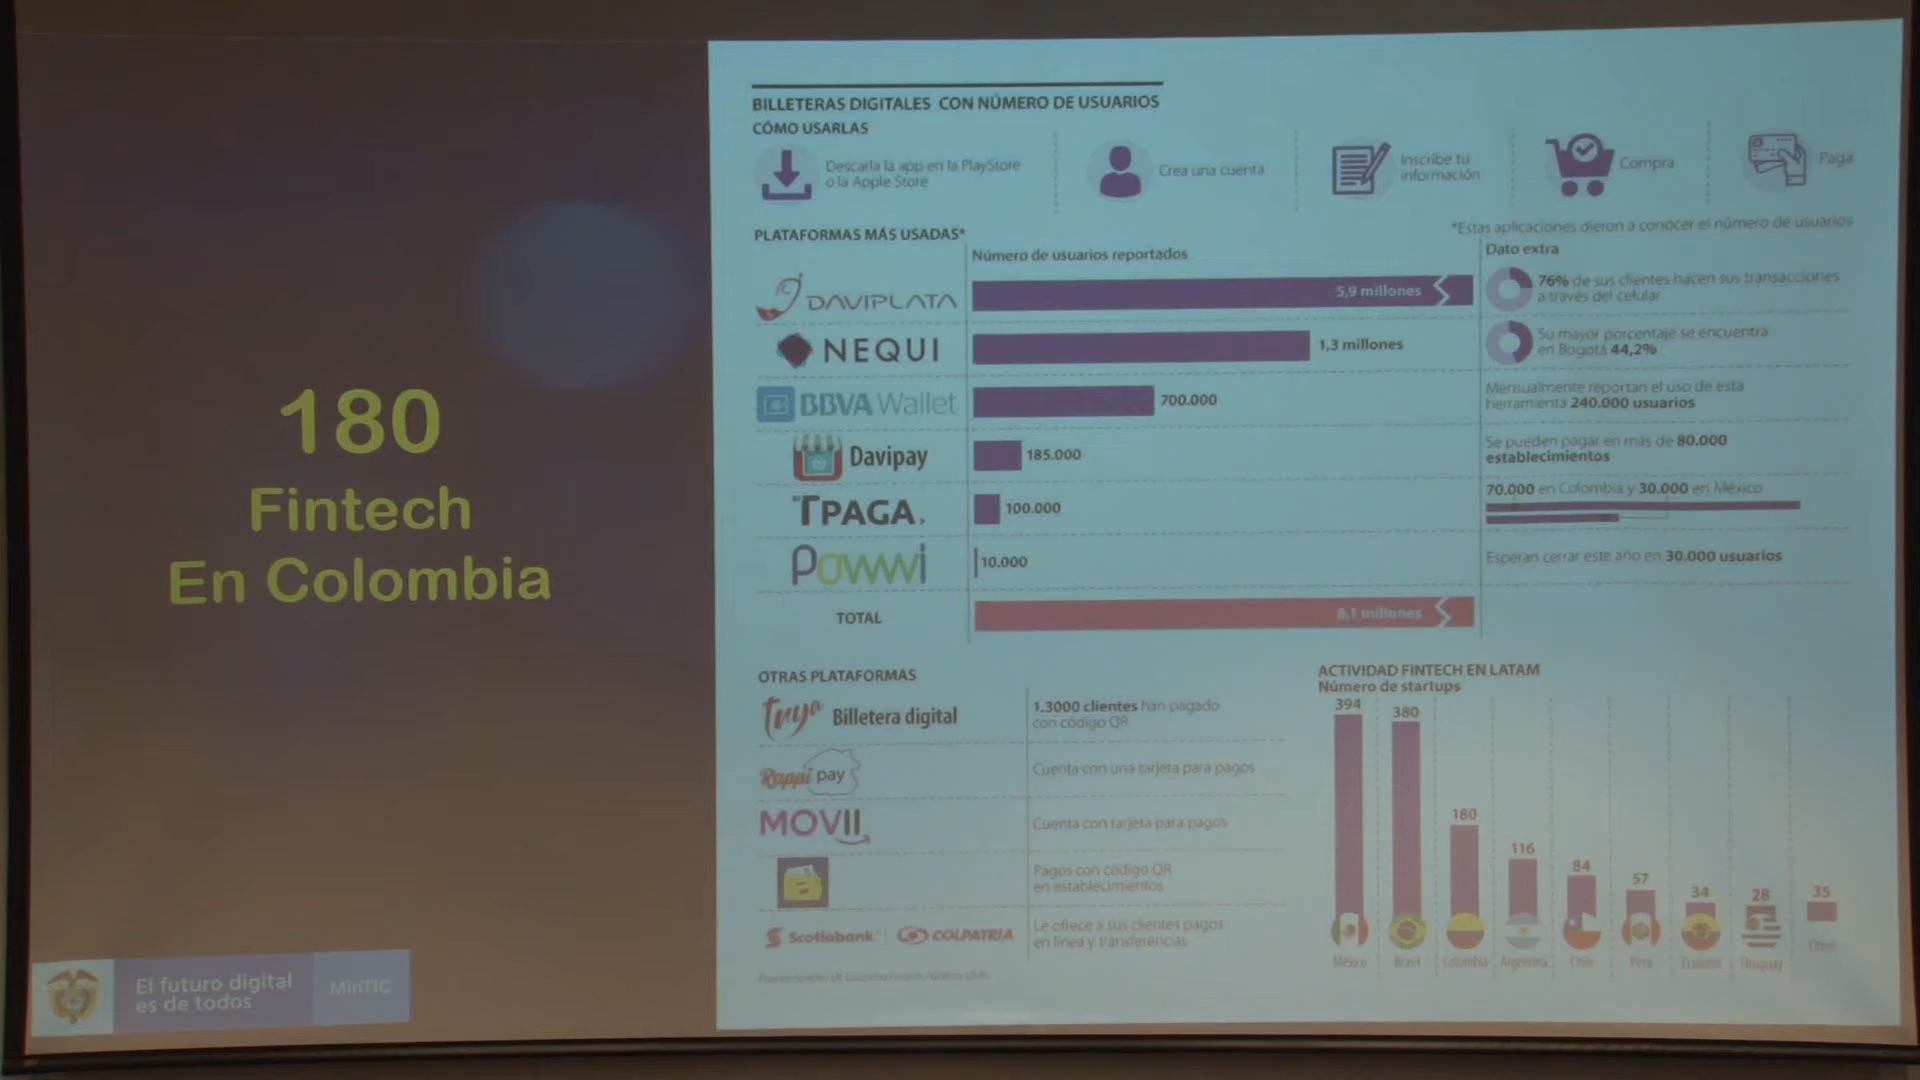 180
Fintech
En Colombia
El futuro digital
es de todos
MinTIC
BILLETERAS DIGITALES CON NÚMERO DE USUARIOS
CÓMO USARLAS
Descarla la app en la PlayStore
o la Apple Store
Crea una cuenta
Inscribe tu
información
Compra
Paga
PLATAFORMAS MÁS USADAS*
*Estas aplicaciones dieron a conocer el número de usuarios
Número de usuarios reportados
Dato extra
DAVIPLATA
5,9 millones
76% de sus clientes hacen sus transacciones
a través del celular
NEQUI
1,3 millones
Su mayor porcentaje se encuentra
en Bogotá 44,2%
BBVA Wallet
700.000
Mensualmente reportan el uso de esta
herramienta 240.000 usuarios
Davipay
185.000
Se pueden pagar en más de 80.000
establecimientos
TPAGA
100.000
70.000 en Colombia y 30.000 en México
Powwi
10.000
Esperan cerrar este año en 30.000 usuarios
TOTAL
8,1 millones
OTRAS PLATAFORMAS
tuya Billetera digital
1.3000 clientes han pagado
con código QR
Rappi pay
Cuenta con una tarjeta para pagos
MOVII
Cuenta con tarjeta para pagos
Pagos con código QR
en establecimientos
Scotiabank COLPATRIA
Le ofrece a sus clientes pagos
en línea y transferencias
ACTIVIDAD FINTECH EN LATAM
Número de startups
394
380
180
116
84
57
34
28
35
México
Brasil
Colombia
Argentina
Chile
Perú
Ecuador
Uruguay
Otros